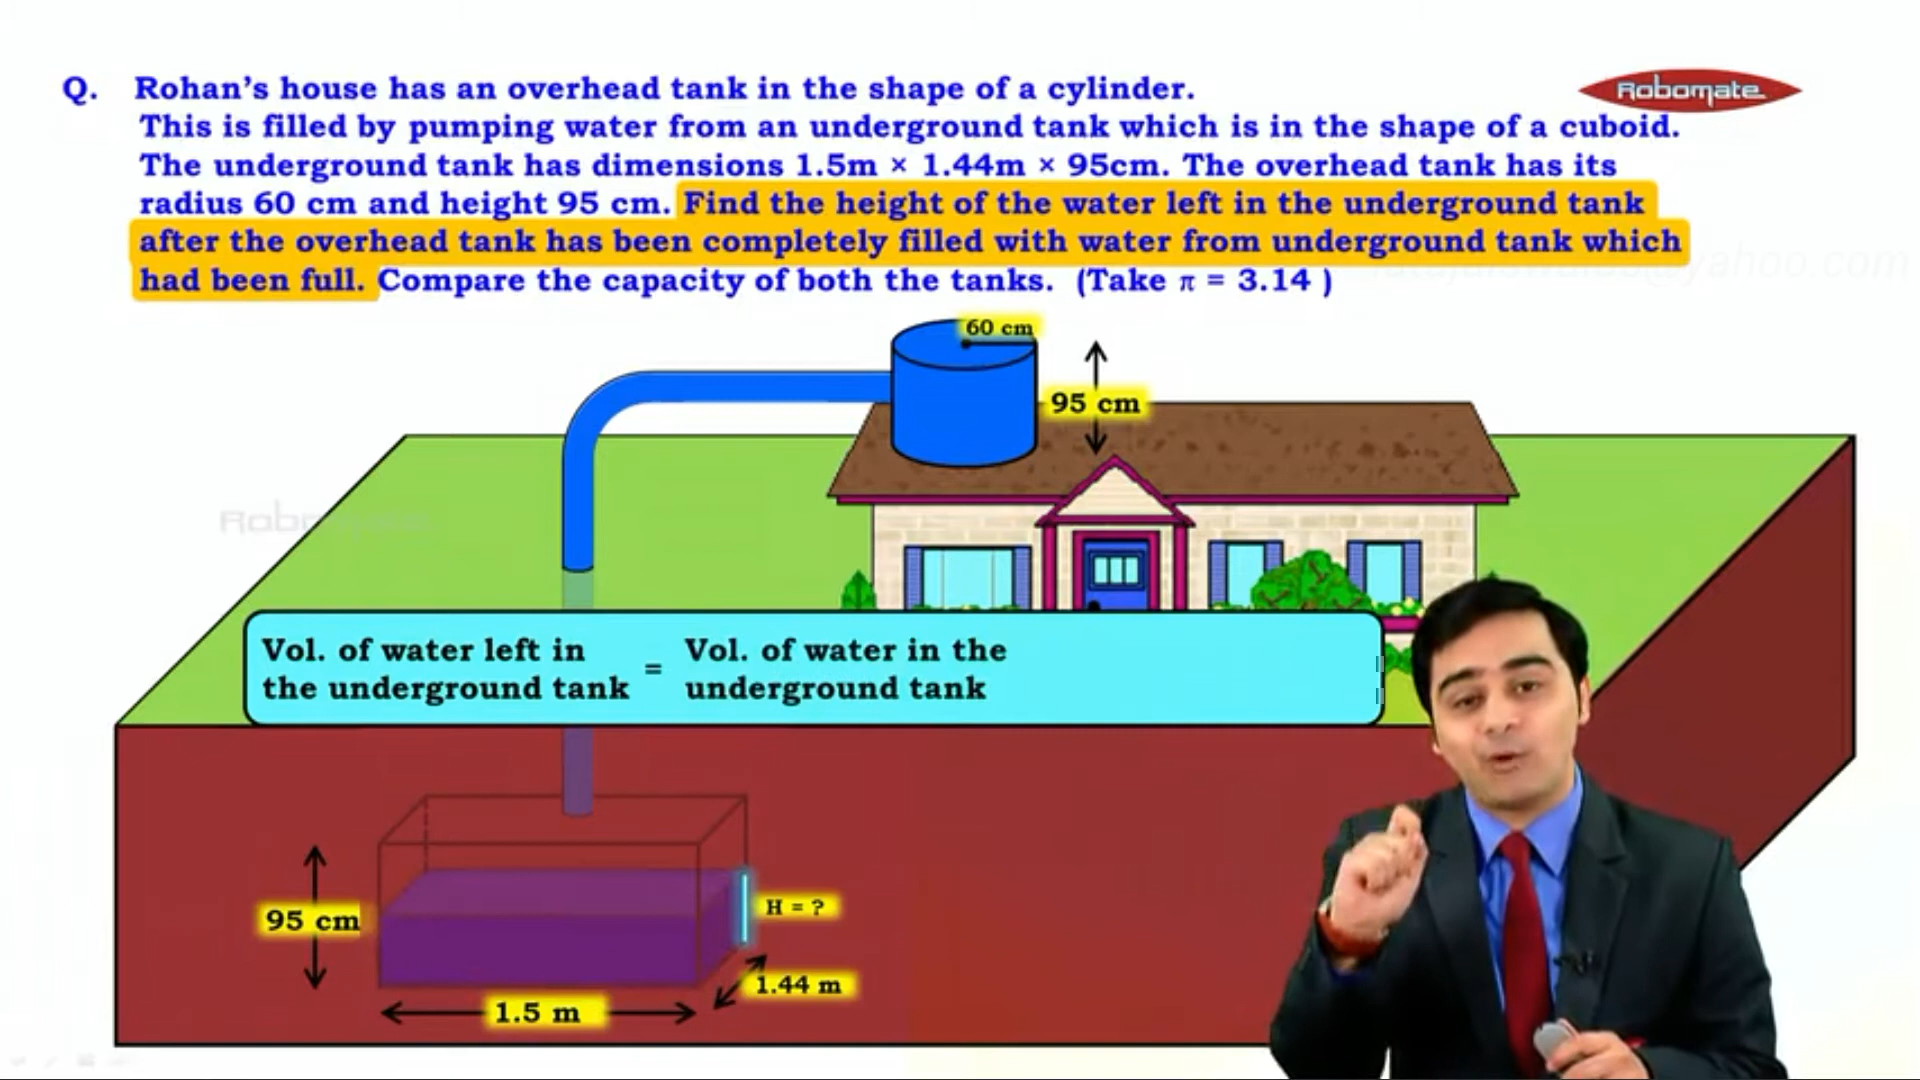 Q. Rohan's house has an overhead tank in the shape of a cylinder.
Robomate
This is filled by pumping water from an underground tank which is in the shape of a cuboid.
The underground tank has dimensions 1.5m × 1.44m × 95cm. The overhead tank has its
radius 60 cm and height 95 cm. Find the height of the water left in the underground tank
after the overhead tank has been completely filled with water from underground tank which
had been full. Compare the capacity of both the tanks. (Take π = 3.14 )
60 cm
95 cm
Robomate
Vol. of water left in
the underground tank
=
Vol. of water in the
underground tank
95 cm
H = ?
1.44 m
1.5 m